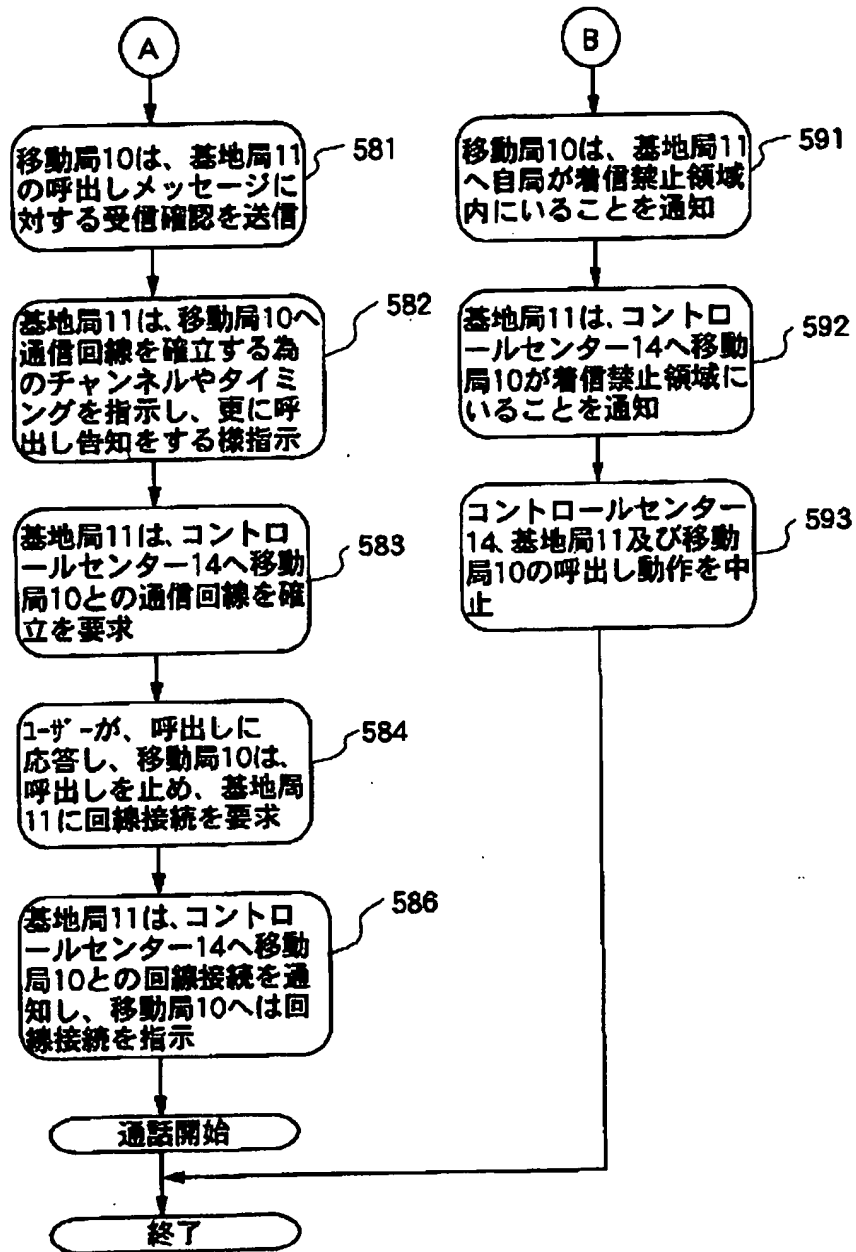 A
移動局10は、基地局11
の呼出しメッセージに
対する受信確認を送信
581
基地局11は、移動局10へ
通信回線を確立する為
のチャンネルやタイミ
ングを指示し、更に呼
出し告知をする様指示
582
基地局11は、コントロ
ールセンター14へ移動
局10との通信回線を確
立を要求
583
ユーザーが、呼出しに
応答し、移動局10は、
呼出しを止め、基地局
11に回線接続を要求
584
基地局11は、コントロ
ールセンター14へ移動
局10との回線接続を通
知し、移動局10へは回
線接続を指示
586
通話開始
終了
B
移動局10は、基地局11
へ自局が着信禁止領域
内にいることを通知
591
基地局11は、コントロ
ールセンター14へ移動
局10が着信禁止領域に
いることを通知
592
コントロールセンター
14、基地局11及び移動
局10の呼出し動作を中
止
593